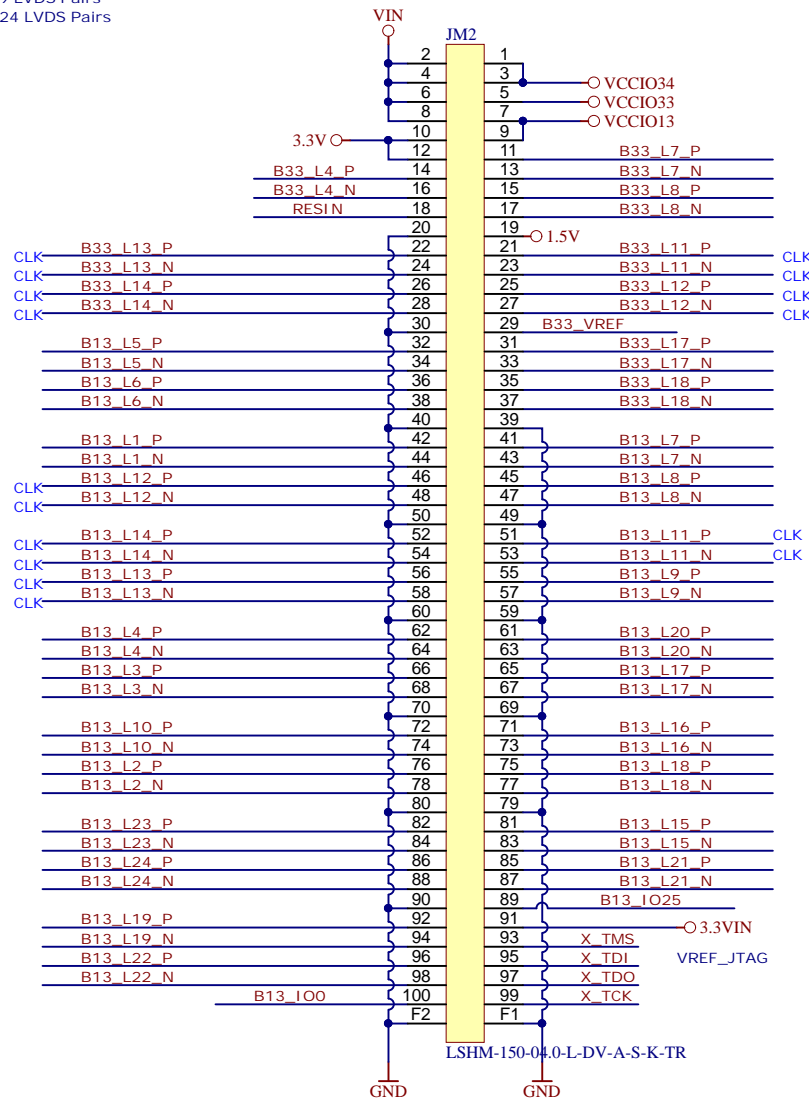 LVDS Pairs
24 LVDS Pairs
VIN
JM2
2 1
4 3 VCCIO34
6 5 VCCIO33
8 7 VCCIO13
3.3V 10 9
12 11 B33_L7_P
B33_L4_P 14 13 B33_L7_N
B33_L4_N 16 15 B33_L8_P
RESIN 18 17 B33_L8_N
20 19 1.5V
CLK B33_L13_P 22 21 B33_L11_P CLK
CLK B33_L13_N 24 23 B33_L11_N CLK
CLK B33_L14_P 26 25 B33_L12_P CLK
CLK B33_L14_N 28 27 B33_L12_N CLK
30 29 B33_VREF
B13_L5_P 32 31 B33_L17_P
B13_L5_N 34 33 B33_L17_N
B13_L6_P 36 35 B33_L18_P
B13_L6_N 38 37 B33_L18_N
40 39
B13_L1_P 42 41 B13_L7_P
B13_L1_N 44 43 B13_L7_N
CLK B13_L12_P 46 45 B13_L8_P
CLK B13_L12_N 48 47 B13_L8_N
50 49
CLK B13_L14_P 52 51 B13_L11_P CLK
CLK B13_L14_N 54 53 B13_L11_N CLK
CLK B13_L13_P 56 55 B13_L9_P
CLK B13_L13_N 58 57 B13_L9_N
60 59
B13_L4_P 62 61 B13_L20_P
B13_L4_N 64 63 B13_L20_N
B13_L3_P 66 65 B13_L17_P
B13_L3_N 68 67 B13_L17_N
70 69
B13_L10_P 72 71 B13_L16_P
B13_L10_N 74 73 B13_L16_N
B13_L2_P 76 75 B13_L18_P
B13_L2_N 78 77 B13_L18_N
80 79
B13_L23_P 82 81 B13_L15_P
B13_L23_N 84 83 B13_L15_N
B13_L24_P 86 85 B13_L21_P
B13_L24_N 88 87 B13_L21_N
90 89 B13_IO25
B13_L19_P 92 91 3.3VIN
B13_L19_N 94 93 X_TMS
B13_L22_P 96 95 X_TDI VREF_JTAG
B13_L22_N 98 97 X_TDO
B13_IO0 100 99 X_TCK
F2 F1
LSHM-150-04.0-L-DV-A-S-K-TR
GND GND